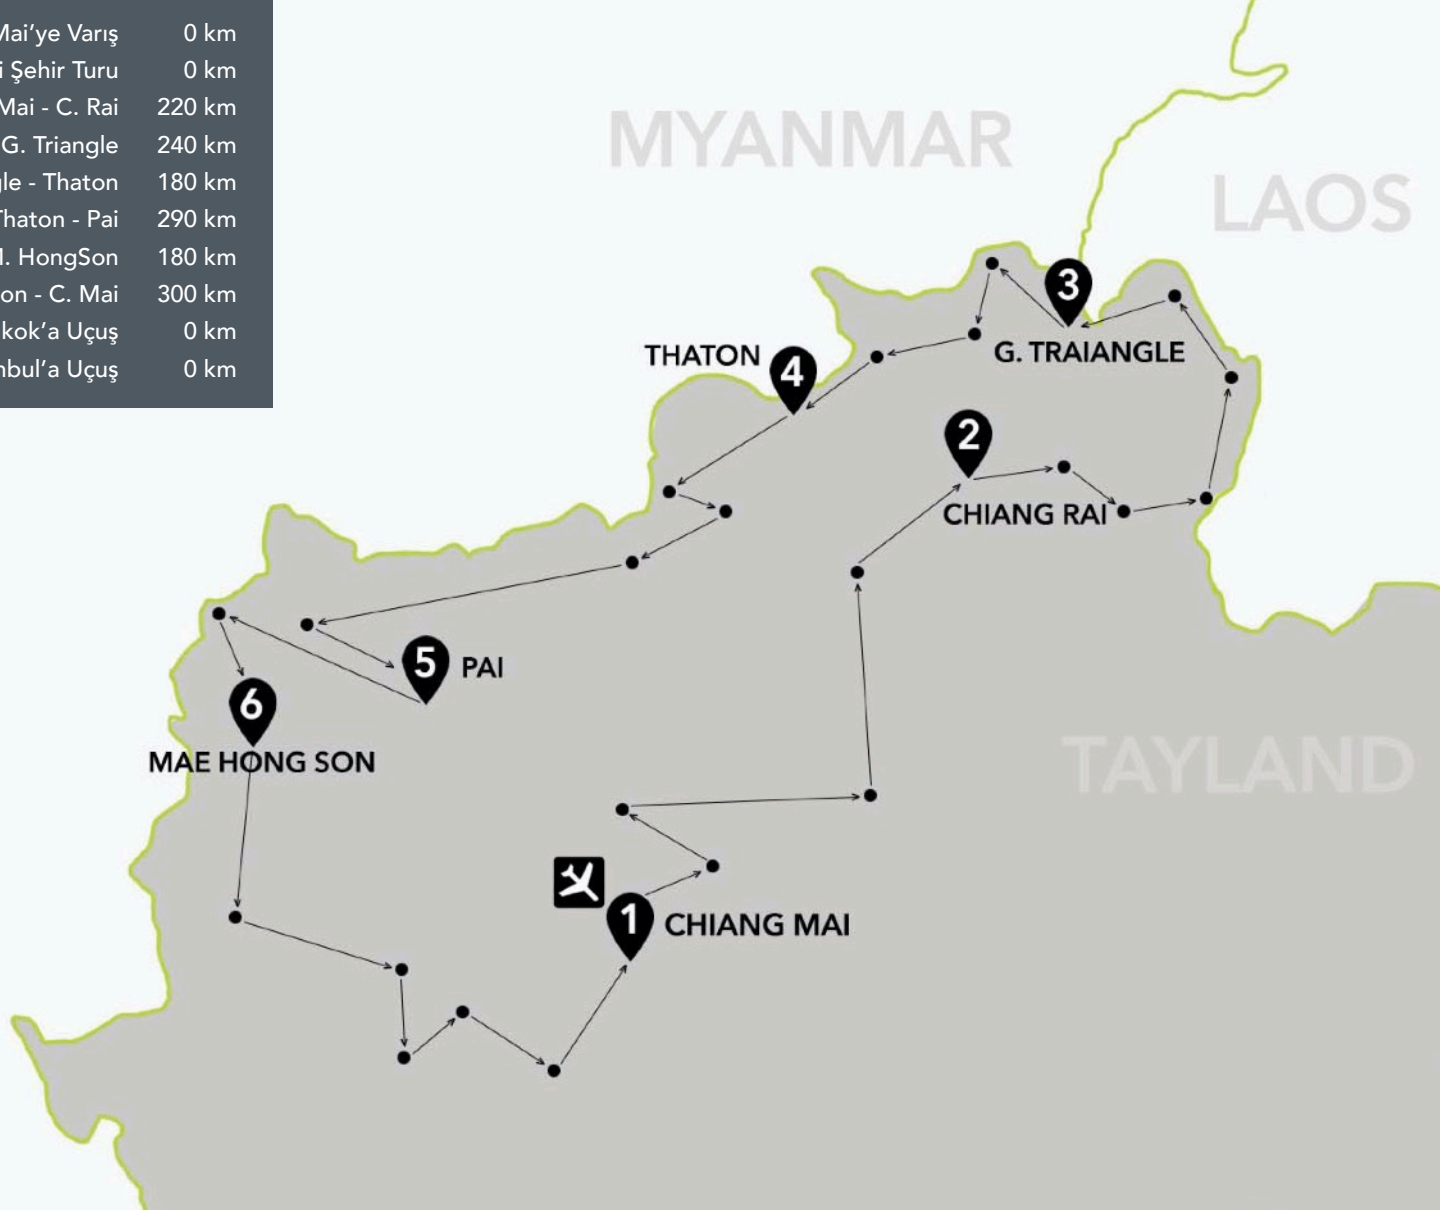 Mai’ye Varış 0 km
i Şehir Turu 0 km
Mai - C. Rai 220 km
G. Triangle 240 km
le - Thaton 180 km
Thaton - Pai 290 km
. HongSon 180 km
on - C. Mai 300 km
kok’a Uçuş 0 km
nbul’a Uçuş 0 km
MYANMAR
LAOS
3
G. TRAIANGLE
THATON
4
2
CHIANG RAI
5
PAI
6
MAE HONG SON
TAYLAND
1
CHIANG MAI